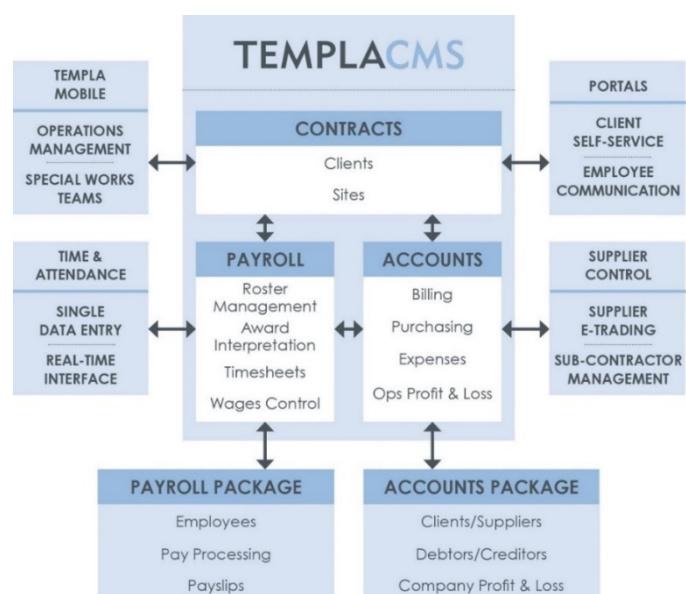 TEMPLACMS
TEMPLA
MOBILE
OPERATIONS
MANAGEMENT
SPECIAL WORKS
TEAMS
CONTRACTS
Clients
Sites
PORTALS
CLIENT
SELF-SERVICE
EMPLOYEE
COMMUNICATION
TIME &
ATTENDANCE
SINGLE
DATA ENTRY
REAL-TIME
INTERFACE
PAYROLL
Roster
Management
Award
Interpretation
Timesheets
Wages Control
ACCOUNTS
Billing
Purchasing
Expenses
Ops Profit & Loss
SUPPLIER
CONTROL
SUPPLIER
E-TRADING
SUB-CONTRACTOR
MANAGEMENT
PAYROLL PACKAGE
Employees
Pay Processing
Payslips
ACCOUNTS PACKAGE
Clients/Suppliers
Debtors/Creditors
Company Profit & Loss